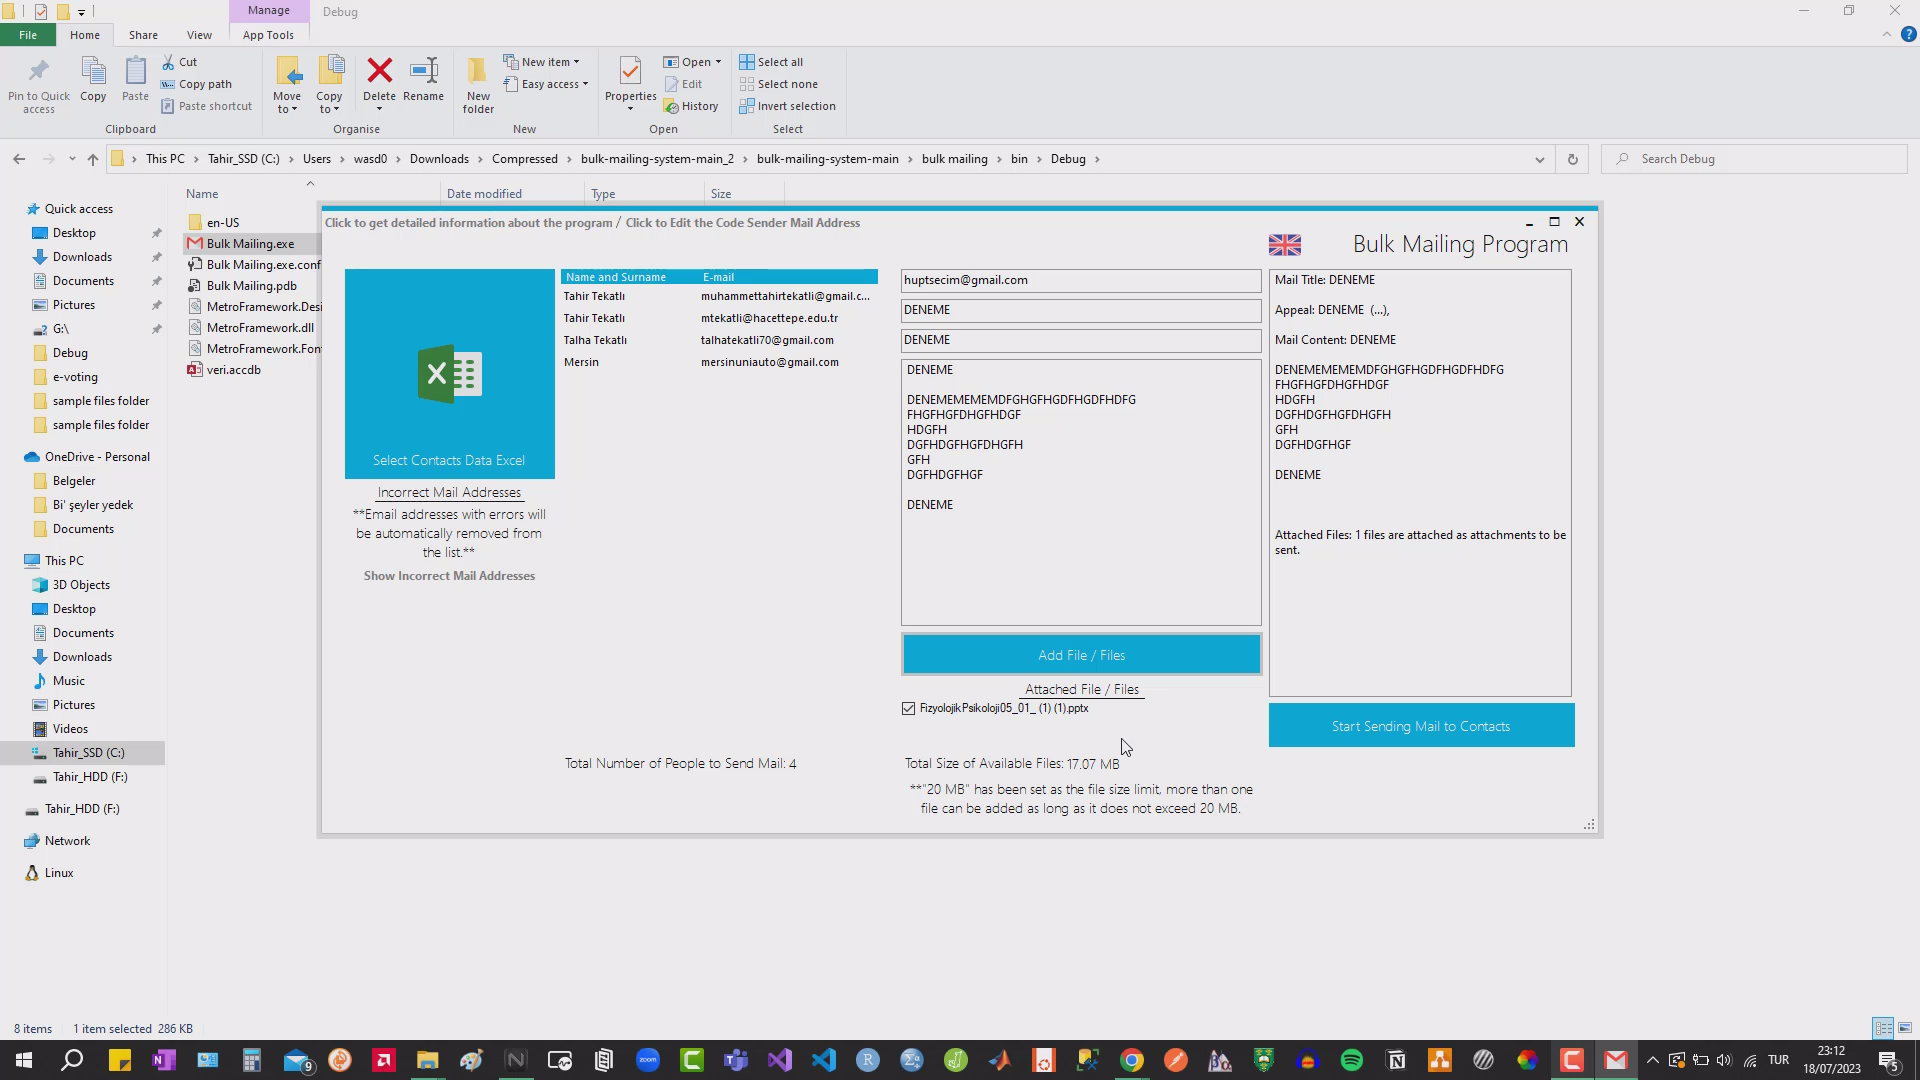 Manage
Debug
File
Home
Share
View
App Tools
Pin to Quick
access
Copy
Paste
Cut
Copy path
Paste shortcut
Clipboard
Move
to
Copy
to
Delete
Rename
Organise
New
folder
New item
Easy access
New
Properties
Open
Edit
History
Open
Select all
Select none
Invert selection
Select
This PC
Tahir_SSD (C:)
Users
wasd0
Downloads
Compressed
bulk-mailing-system-main_2
bulk-mailing-system-main
bulk mailing
bin
Debug
Search Debug
Name
Date modified
Type
Size
Quick access
Desktop
Downloads
Documents
Pictures
G:\
Debug
e-voting
sample files folder
sample files folder
OneDrive - Personal
Belgeler
Bi' şeyler yedek
Documents
This PC
3D Objects
Desktop
Documents
Downloads
Music
Pictures
Videos
Tahir_SSD (C:)
Tahir_HDD (F:)
Tahir_HDD (F:)
Network
Linux
en-US
Bulk Mailing.exe
Bulk Mailing.exe.conf
Bulk Mailing.pdb
MetroFramework.Desi
MetroFramework.dll
MetroFramework.Fon
veri.accdb
Click to get detailed information about the program / Click to Edit the Code Sender Mail Address
Bulk Mailing Program
Select Contacts Data Excel
Incorrect Mail Addresses
**Email addresses with errors will
be automatically removed from
the list.**
Show Incorrect Mail Addresses
Name and Surname E-mail
Tahir Tekatlı muhammettahirtekatli@gmail.c...
Tahir Tekatlı mtekatli@hacettepe.edu.tr
Talha Tekatlı talhatekatli70@gmail.com
Mersin mersinuniauto@gmail.com
Total Number of People to Send Mail: 4
huptsecim@gmail.com
DENEME
DENEME
DENEME
DENEMEMEMEMDFGHGFHGDFHGDFHDFG
FHGFHGFDHGFHDGF
HDGFH
DGFHDGFHGFDHGFH
GFH
DGFHDGFHGF
DENEME
Add File / Files
Attached File / Files
FizyolojikPsikoloji05_01_ (1) (1).pptx
Total Size of Available Files: 17.07 MB
**"20 MB" has been set as the file size limit, more than one
file can be added as long as it does not exceed 20 MB.
Mail Title: DENEME
Appeal: DENEME (...),
Mail Content: DENEME
DENEMEMEMEMDFGHGFHGDFHGDFHDFG
FHGFHGFDHGFHDGF
HDGFH
DGFHDGFHGFDHGFH
GFH
DGFHDGFHGF
DENEME
Attached Files: 1 files are attached as attachments to be
sent.
Start Sending Mail to Contacts
8 items
1 item selected 286 KB
9
zoom
TUR
23:12
18/07/2023
5